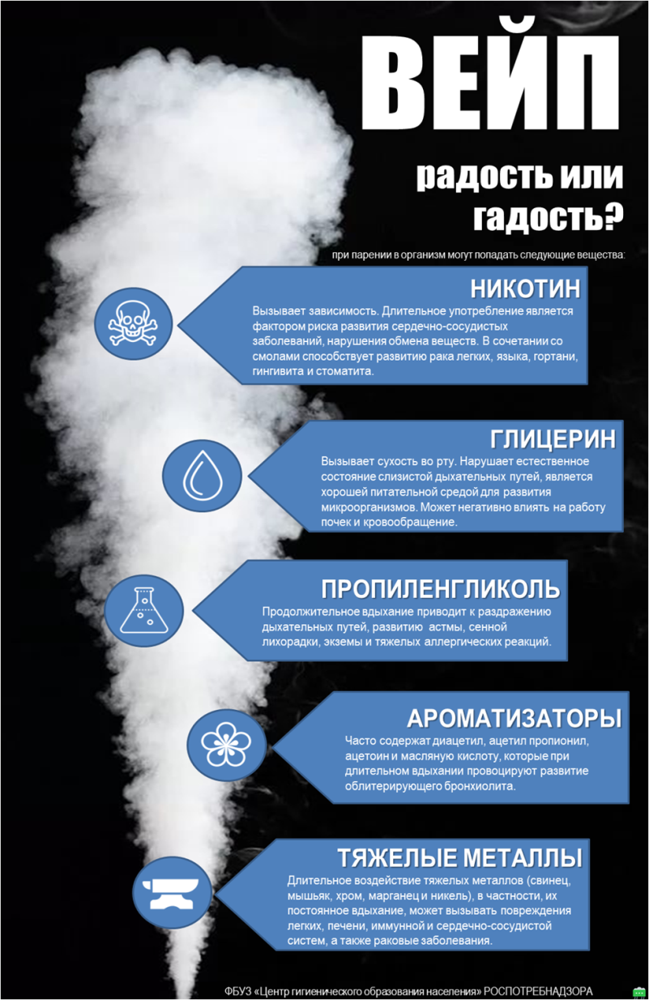 ВЕЙП
радость или
гадость?
при парении в организм могут попадать следующие вещества:
НИКОТИН
Вызывает зависимость. Длительное употребление является
фактором риска развития сердечно-сосудистых
заболеваний, нарушения обмена веществ. В сочетании со
смолами способствует развитию рака легких, языка, гортани,
гингивита и стоматита.
ГЛИЦЕРИН
Вызывает сухость во рту. Нарушает естественное
состояние слизистой дыхательных путей, является
хорошей питательной средой для развития
микроорганизмов. Может негативно влиять на работу
почек и кровообращение.
ПРОПИЛЕНГЛИКОЛЬ
Продолжительное вдыхание приводит к раздражению
дыхательных путей, развитию астмы, сенной
лихорадки, экземы и тяжелых аллергических реакций.
АРОМАТИЗАТОРЫ
Часто содержат диацетил, ацетил пропионил,
ацетоин и масляную кислоту, которые при
длительном вдыхании провоцируют развитие
облитерирующего бронхиолита.
ТЯЖЕЛЫЕ МЕТАЛЛЫ
Длительное воздействие тяжелых металлов (свинец,
мышьяк, хром, марганец и никель), в частности, их
постоянное вдыхание, может вызывать повреждения
легких, печени, иммунной и сердечно-сосудистой
систем, а также раковые заболевания.
ФБУЗ «Центр гигиенического образования населения» РОСПОТРЕБНАДЗОРА